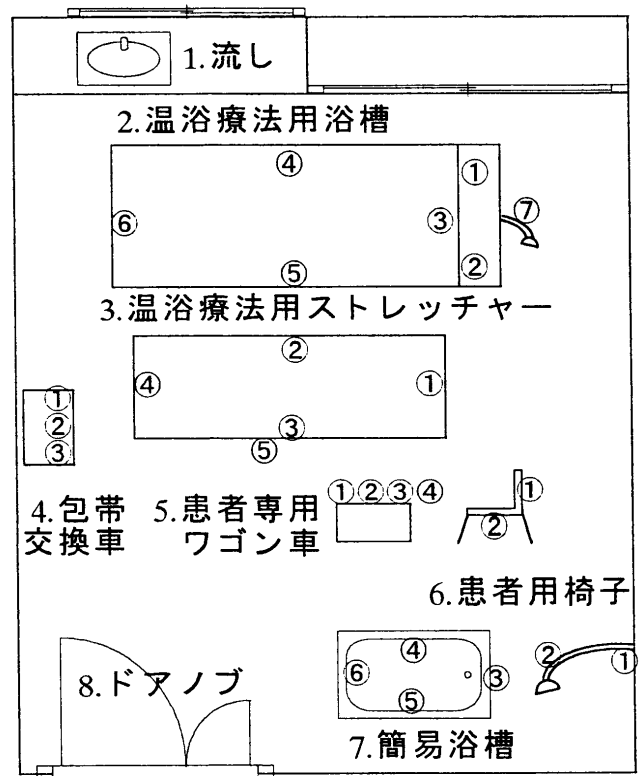 1.流し
2.温浴療法用浴槽
④ ①
⑥ ③ ⑦
⑤ ②
3.温浴療法用ストレッチャー
②
④ ①
③
⑤
①
②
③
① ② ③ ④
①
②
4.包帯
交換車
5.患者専用
ワゴン車
6.患者用椅子
④ ② ①
⑥ ③
⑤
8.ドアノブ
7.簡易浴槽